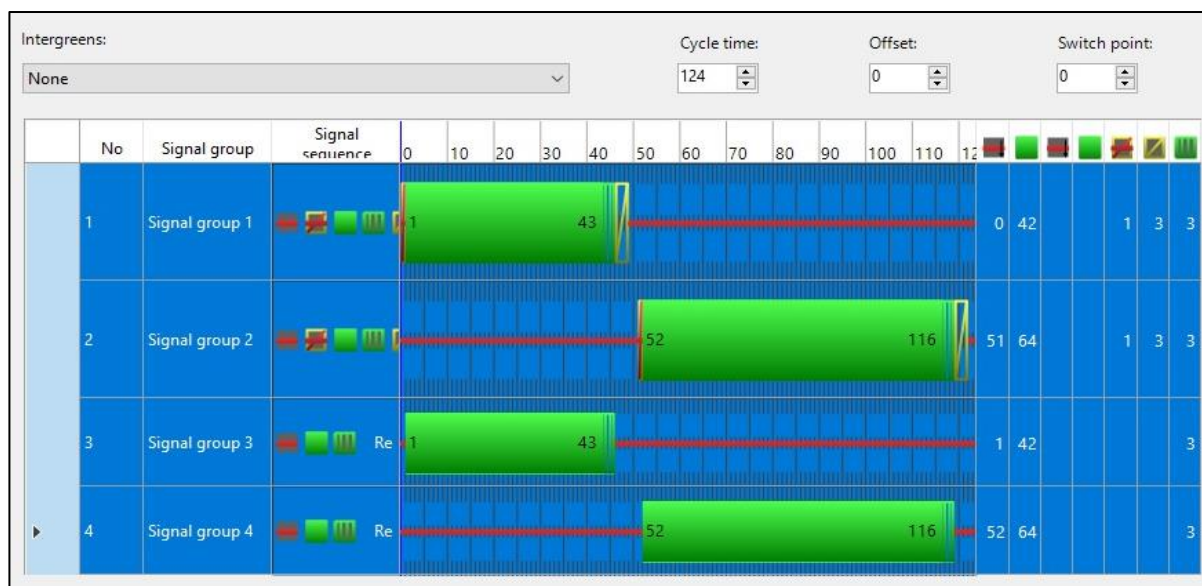 Intergreens: Cycle time: Offset: Switch point:
None 124 0 0
No Signal group Signal sequence 0 10 20 30 40 50 60 70 80 90 100 110 12
1 Signal group 1 1 43 0 42 1 3 3
2 Signal group 2 52 116 51 64 1 3 3
3 Signal group 3 Re 1 43 1 42 3
4 Signal group 4 Re 52 116 52 64 3